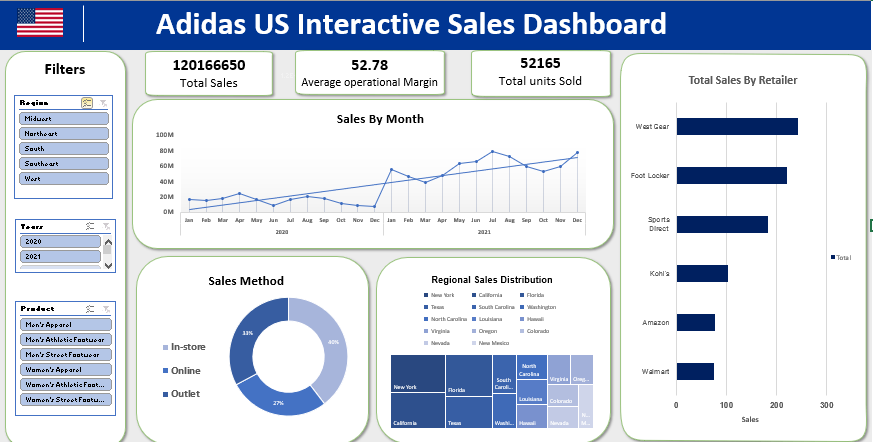 Adidas US Interactive Sales Dashboard
Filters
Region
Midwest
Northeast
South
Southeast
West
Years
2020
2021
Product
Men's Apparel
Men's Athletic Footwear
Men's Street Footwear
Women's Apparel
Women's Athletic Foot...
Women's Street Footw...
120166650
Total Sales
52.78
Average operational Margin
52165
Total units Sold
Sales By Month
100M
80M
60M
40M
20M
0M
Jan Feb Mar Apr May Jun Jul Aug Sep Oct Nov Dec Jan Feb Mar Apr May Jun Jul Aug Sep Oct Nov Dec
2020 2021
Sales Method
In-store
Online
Outlet
33%
40%
27%
Regional Sales Distribution
New York California Florida
Texas South Carolina Washington
North Carolina Louisiana Hawaii
Virginia Oregon Colorado
Nevada New Mexico
New York
California
Florida
Texas
South
Caroli...
Washi...
North
Carolina
Louisiana
Hawaii
Virginia
Oreg...
Colorado
Nevada
N...
M...
Total Sales By Retailer
West Gear
Foot Locker
Sports
Direct
Kohl's
Amazon
Walmart
0 100 200 300
Sales
Total